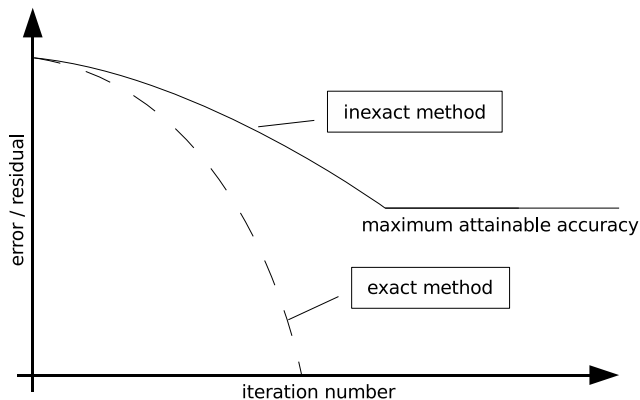 inexact method
error / residual
maximum attainable accuracy
exact method
iteration number